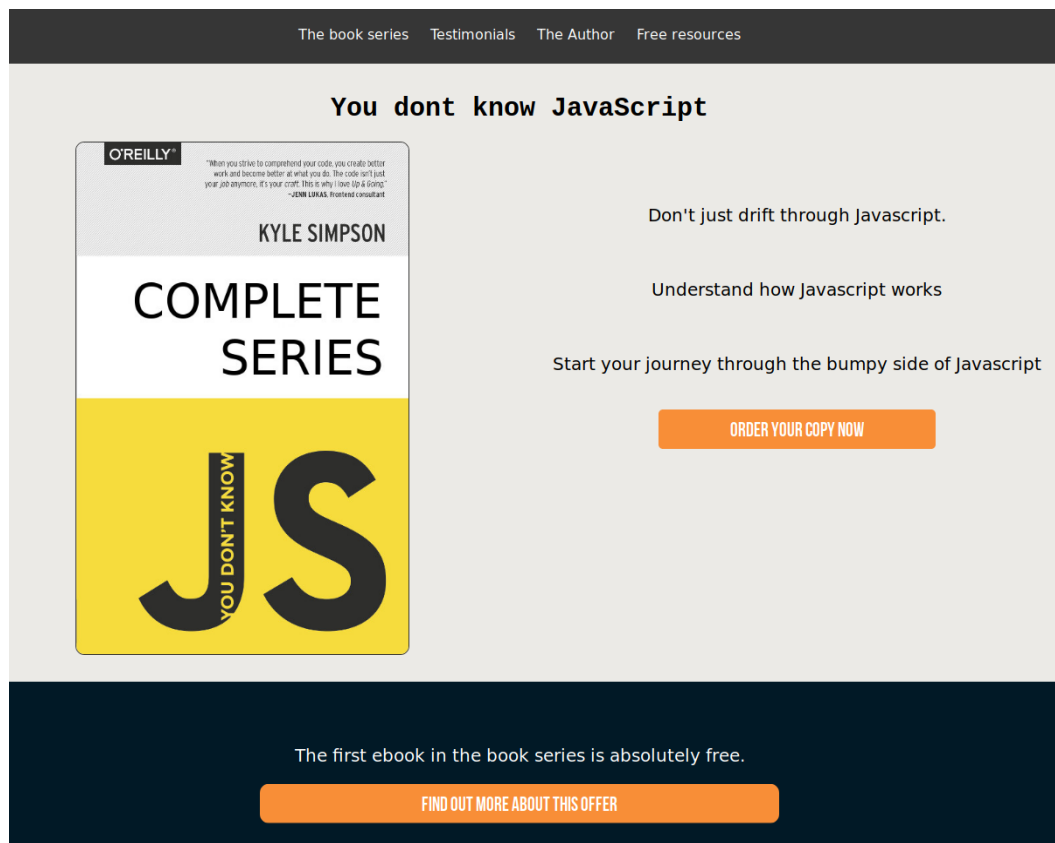 The book series Testimonials The Author Free resources
You dont know JavaScript
O'REILLY®
"When you strive to comprehend your code, you create better
work and become better at what you do. The code isn't just
your job anymore, it's your craft. This is why I love Up & Going."
–JENN LUKAS, Frontend consultant
KYLE SIMPSON
COMPLETE
SERIES
YOU DON'T KNOW
JS
Don't just drift through Javascript.
Understand how Javascript works
Start your journey through the bumpy side of Javascript
ORDER YOUR COPY NOW
The first ebook in the book series is absolutely free.
FIND OUT MORE ABOUT THIS OFFER